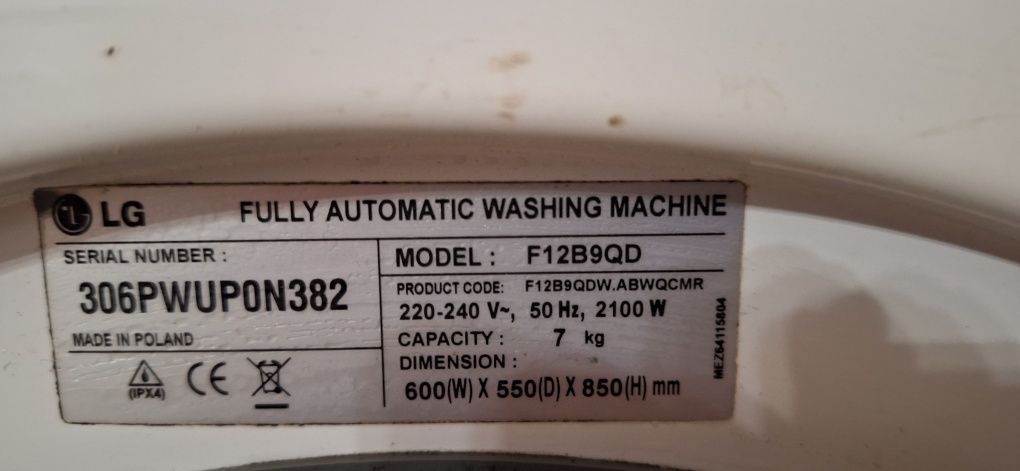 LG FULLY AUTOMATIC WASHING MACHINE
SERIAL NUMBER :
306PWUP0N382
MADE IN POLAND
(IPX4) CE
MODEL : F12B9QD
PRODUCT CODE: F12B9QDW.ABWQCMR
220-240 V~, 50 Hz, 2100 W
CAPACITY : 7 kg
DIMENSION :
600(W) X 550(D) X 850(H) mm
MEZ64115804